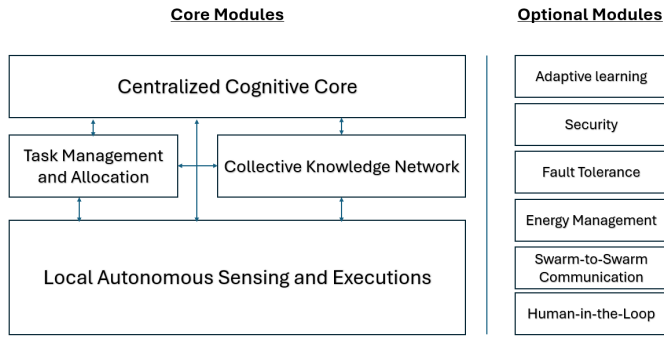 Core Modules
Optional Modules
Centralized Cognitive Core
Task Management
and Allocation
Collective Knowledge Network
Local Autonomous Sensing and Executions
Adaptive learning
Security
Fault Tolerance
Energy Management
Swarm-to-Swarm
Communication
Human-in-the-Loop